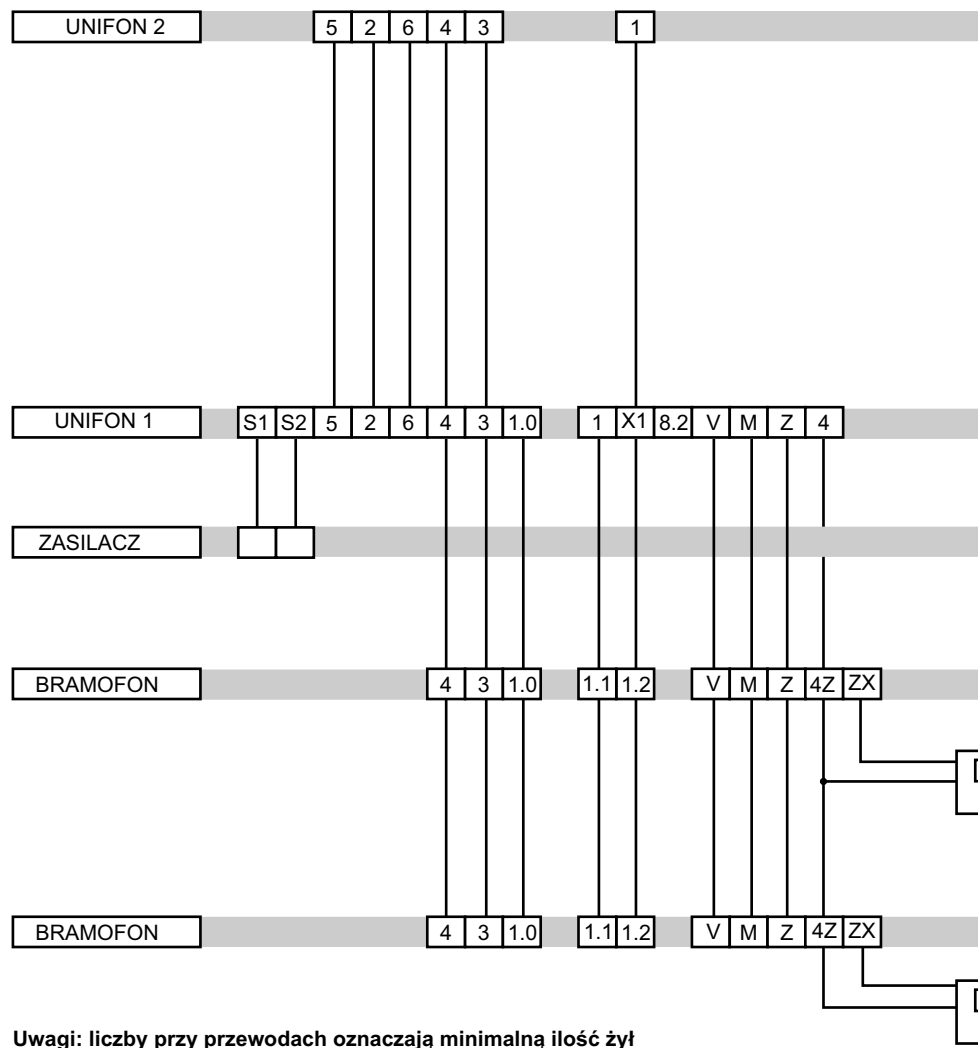 UNIFON 2 5 2 6 4 3 1
UNIFON 1 S1 S2 5 2 6 4 3 1.0 1 X1 8.2 V M Z 4
ZASILACZ
BRAMOFON 4 3 1.0 1.1 1.2 V M Z 4Z ZX
BRAMOFON 4 3 1.0 1.1 1.2 V M Z 4Z ZX
Uwagi: liczby przy przewodach oznaczają minimalną ilość żył